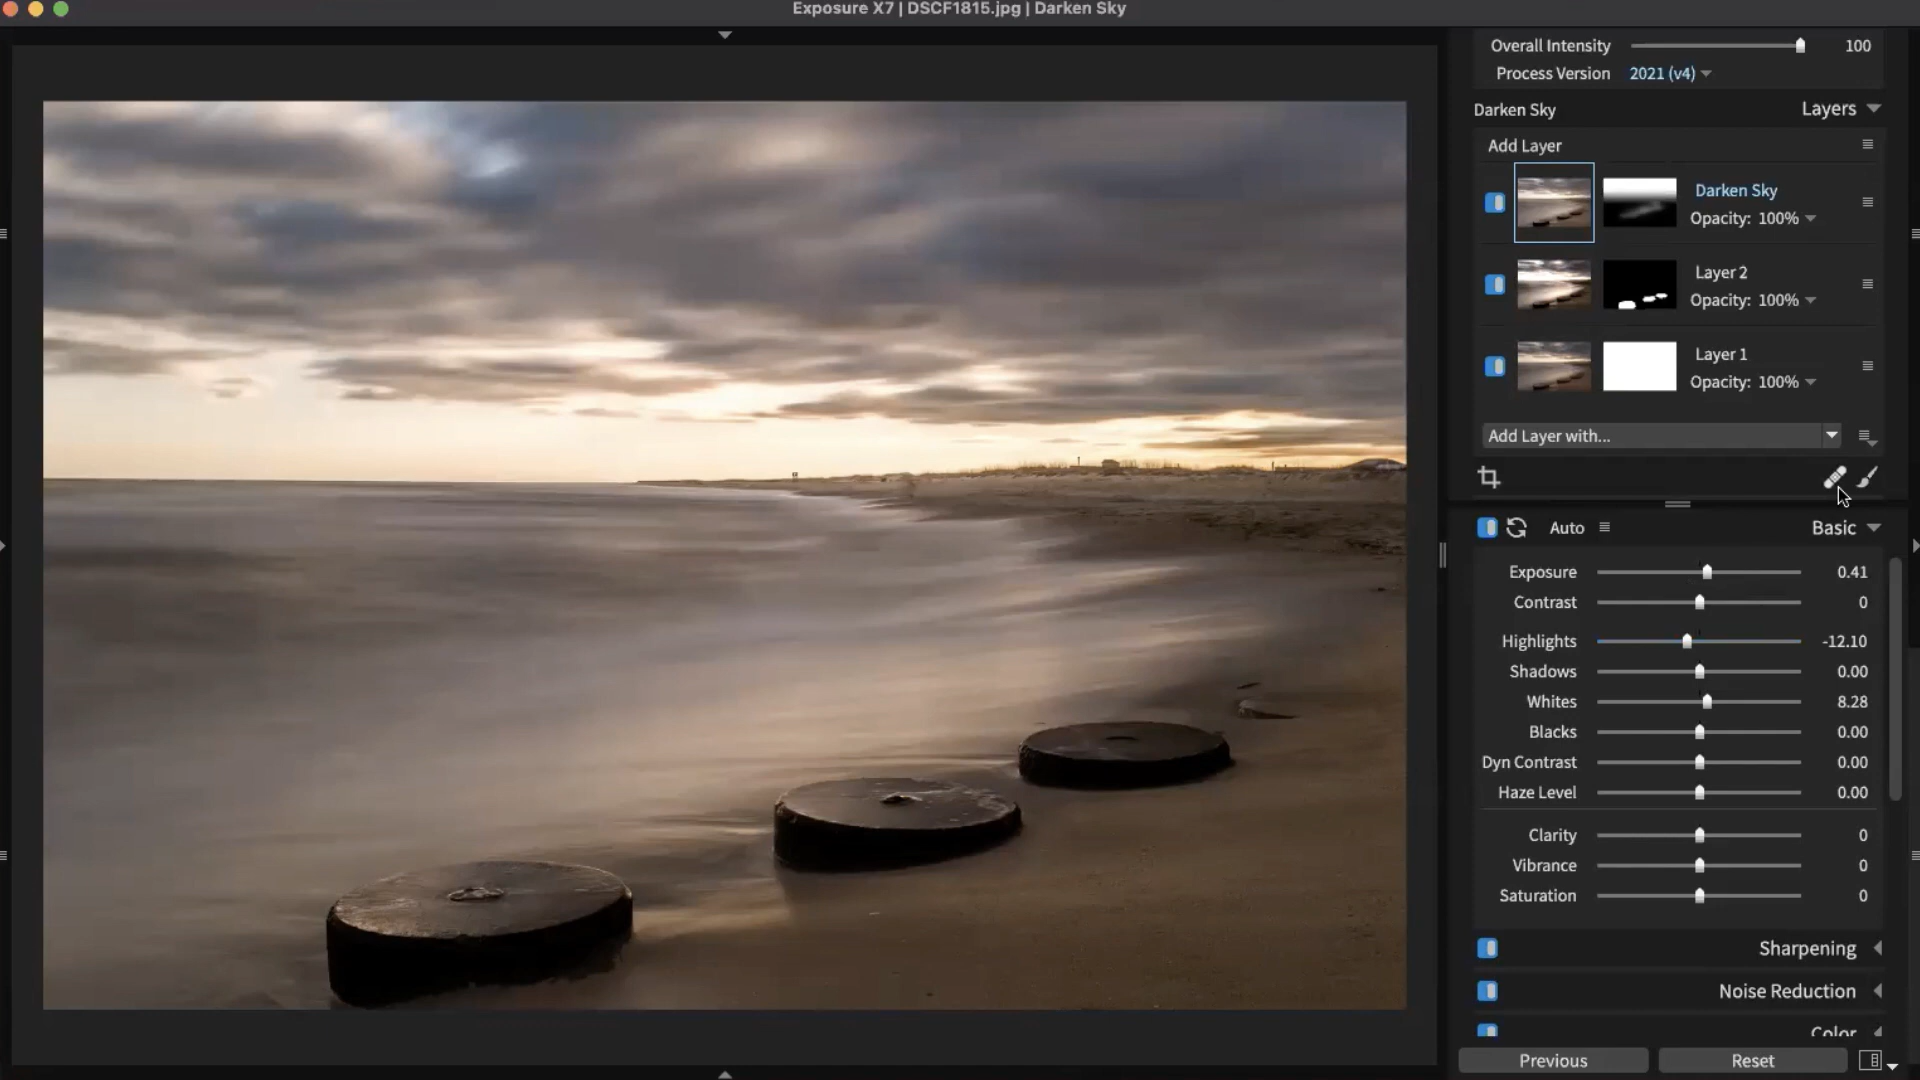 Exposure X7 | DSCF1815.jpg | Darken Sky
Overall Intensity 100
Process Version 2021 (v4)
Darken Sky Layers
Add Layer
Darken Sky
Opacity: 100%
Layer 2
Opacity: 100%
Layer 1
Opacity: 100%
Add Layer with...
Auto Basic
Exposure 0.41
Contrast 0
Highlights -12.10
Shadows 0.00
Whites 8.28
Blacks 0.00
Dyn Contrast 0.00
Haze Level 0.00
Clarity 0
Vibrance 0
Saturation 0
Sharpening
Noise Reduction
Color
Previous Reset